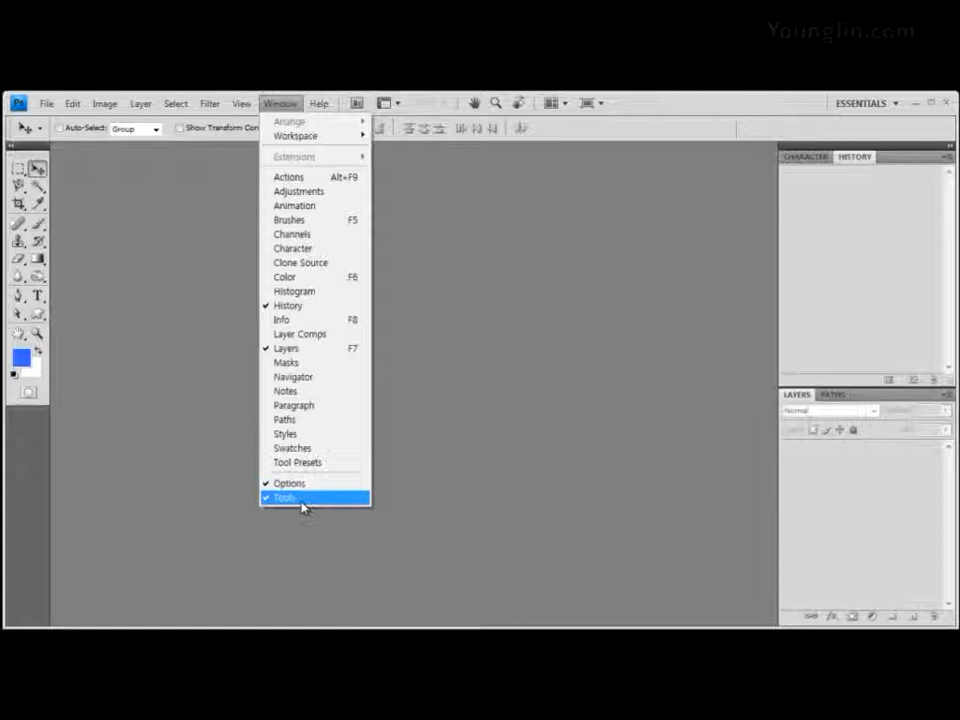 Younglin.com
Ps File Edit Image Layer Select Filter View Window Help Br ESSENTIALS
Auto-Select: Group Show Transform Con
Arrange
Workspace
Extensions
Actions Alt+F9
Adjustments
Animation
Brushes F5
Channels
Character
Clone Source
Color F6
Histogram
History
Info F8
Layer Comps
Layers F7
Masks
Navigator
Notes
Paragraph
Paths
Styles
Swatches
Tool Presets
Options
Tools
CHARACTER HISTORY
LAYERS PATHS
Normal